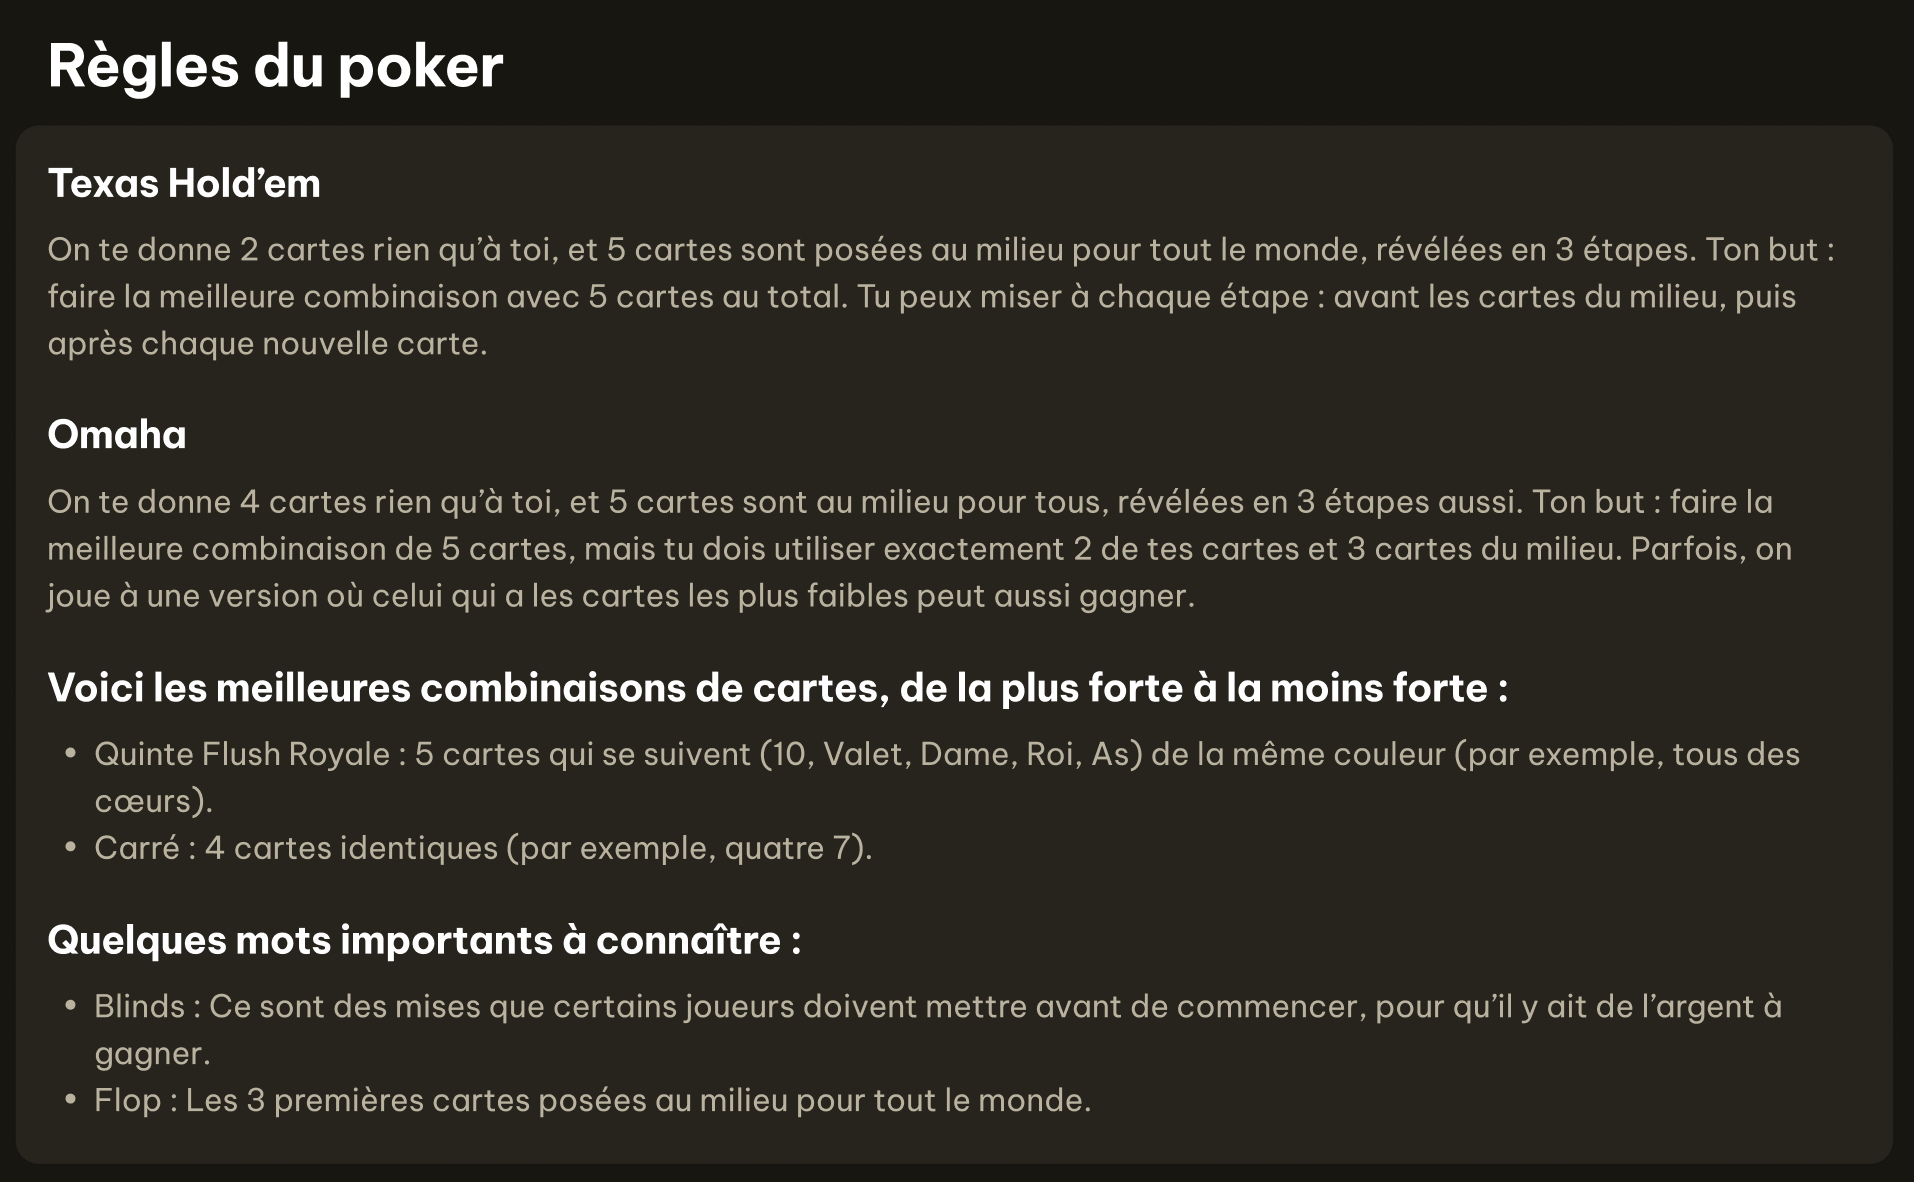 Règles du poker
Texas Hold’em
On te donne 2 cartes rien qu’à toi, et 5 cartes sont posées au milieu pour tout le monde, révélées en 3 étapes. Ton but :
faire la meilleure combinaison avec 5 cartes au total. Tu peux miser à chaque étape : avant les cartes du milieu, puis
après chaque nouvelle carte.
Omaha
On te donne 4 cartes rien qu’à toi, et 5 cartes sont au milieu pour tous, révélées en 3 étapes aussi. Ton but : faire la
meilleure combinaison de 5 cartes, mais tu dois utiliser exactement 2 de tes cartes et 3 cartes du milieu. Parfois, on
joue à une version où celui qui a les cartes les plus faibles peut aussi gagner.
Voici les meilleures combinaisons de cartes, de la plus forte à la moins forte :
• Quinte Flush Royale : 5 cartes qui se suivent (10, Valet, Dame, Roi, As) de la même couleur (par exemple, tous des
cœurs).
• Carré : 4 cartes identiques (par exemple, quatre 7).
Quelques mots importants à connaître :
• Blinds : Ce sont des mises que certains joueurs doivent mettre avant de commencer, pour qu’il y ait de l’argent à
gagner.
• Flop : Les 3 premières cartes posées au milieu pour tout le monde.